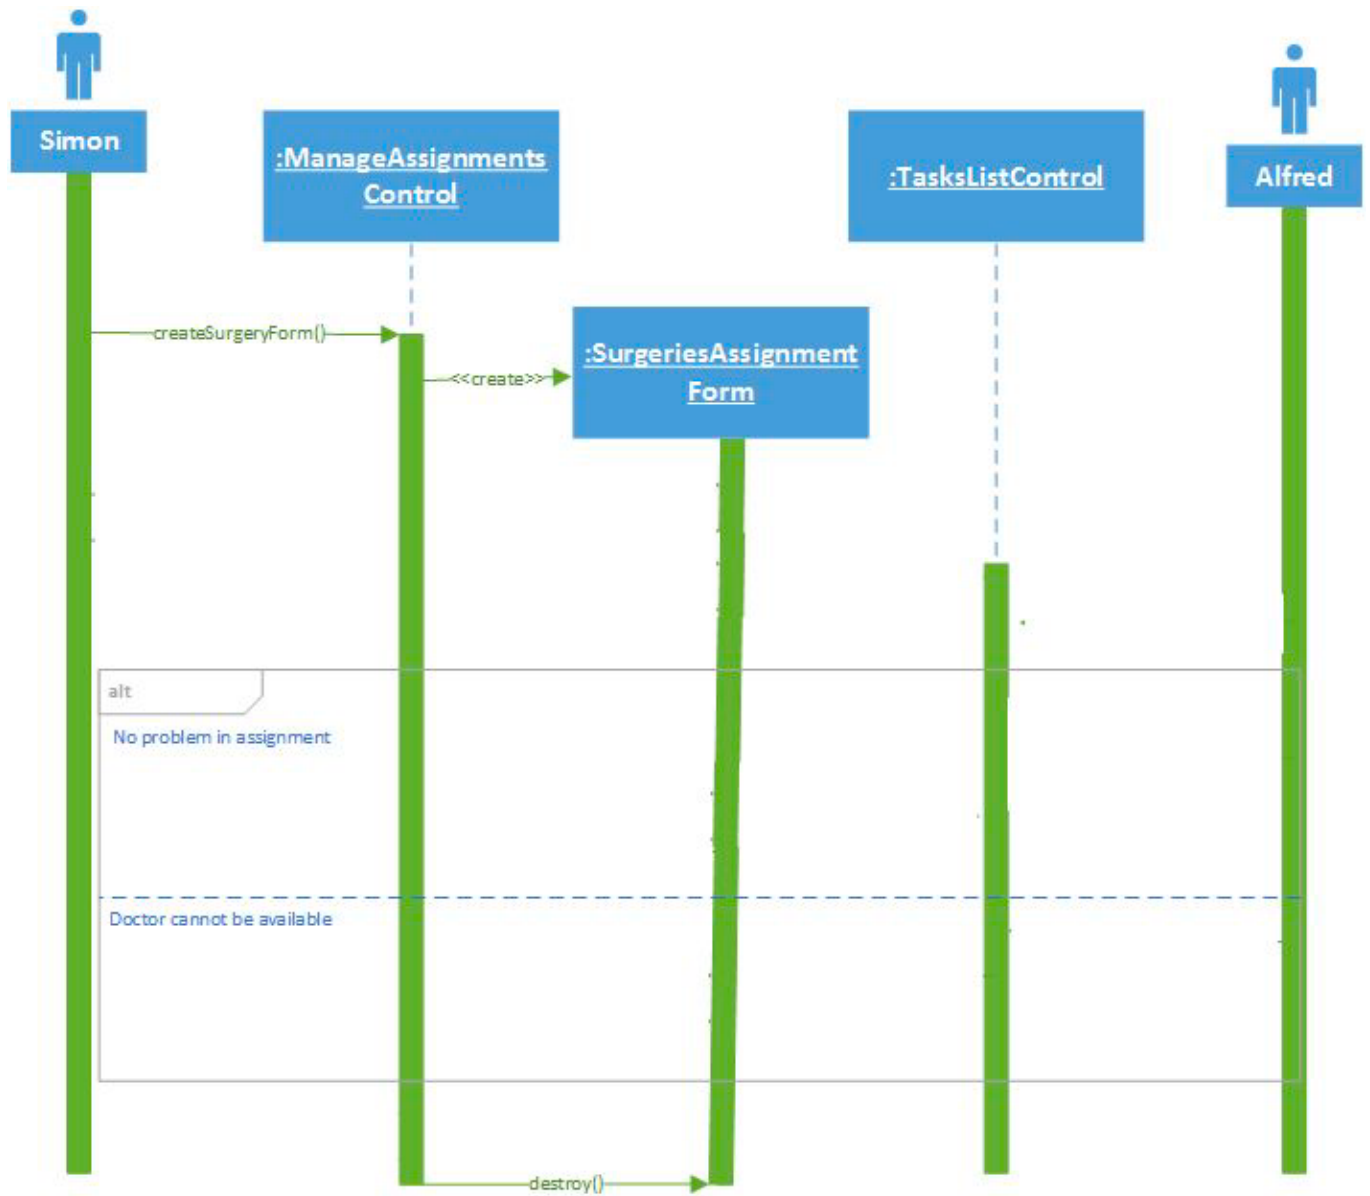 Simon
:ManageAssignments
Control
:TasksListControl
Alfred
createSurgeryForm()
:SurgeriesAssignment
Form
<<create>>
alt
No problem in assignment
Doctor cannot be available
destroy()